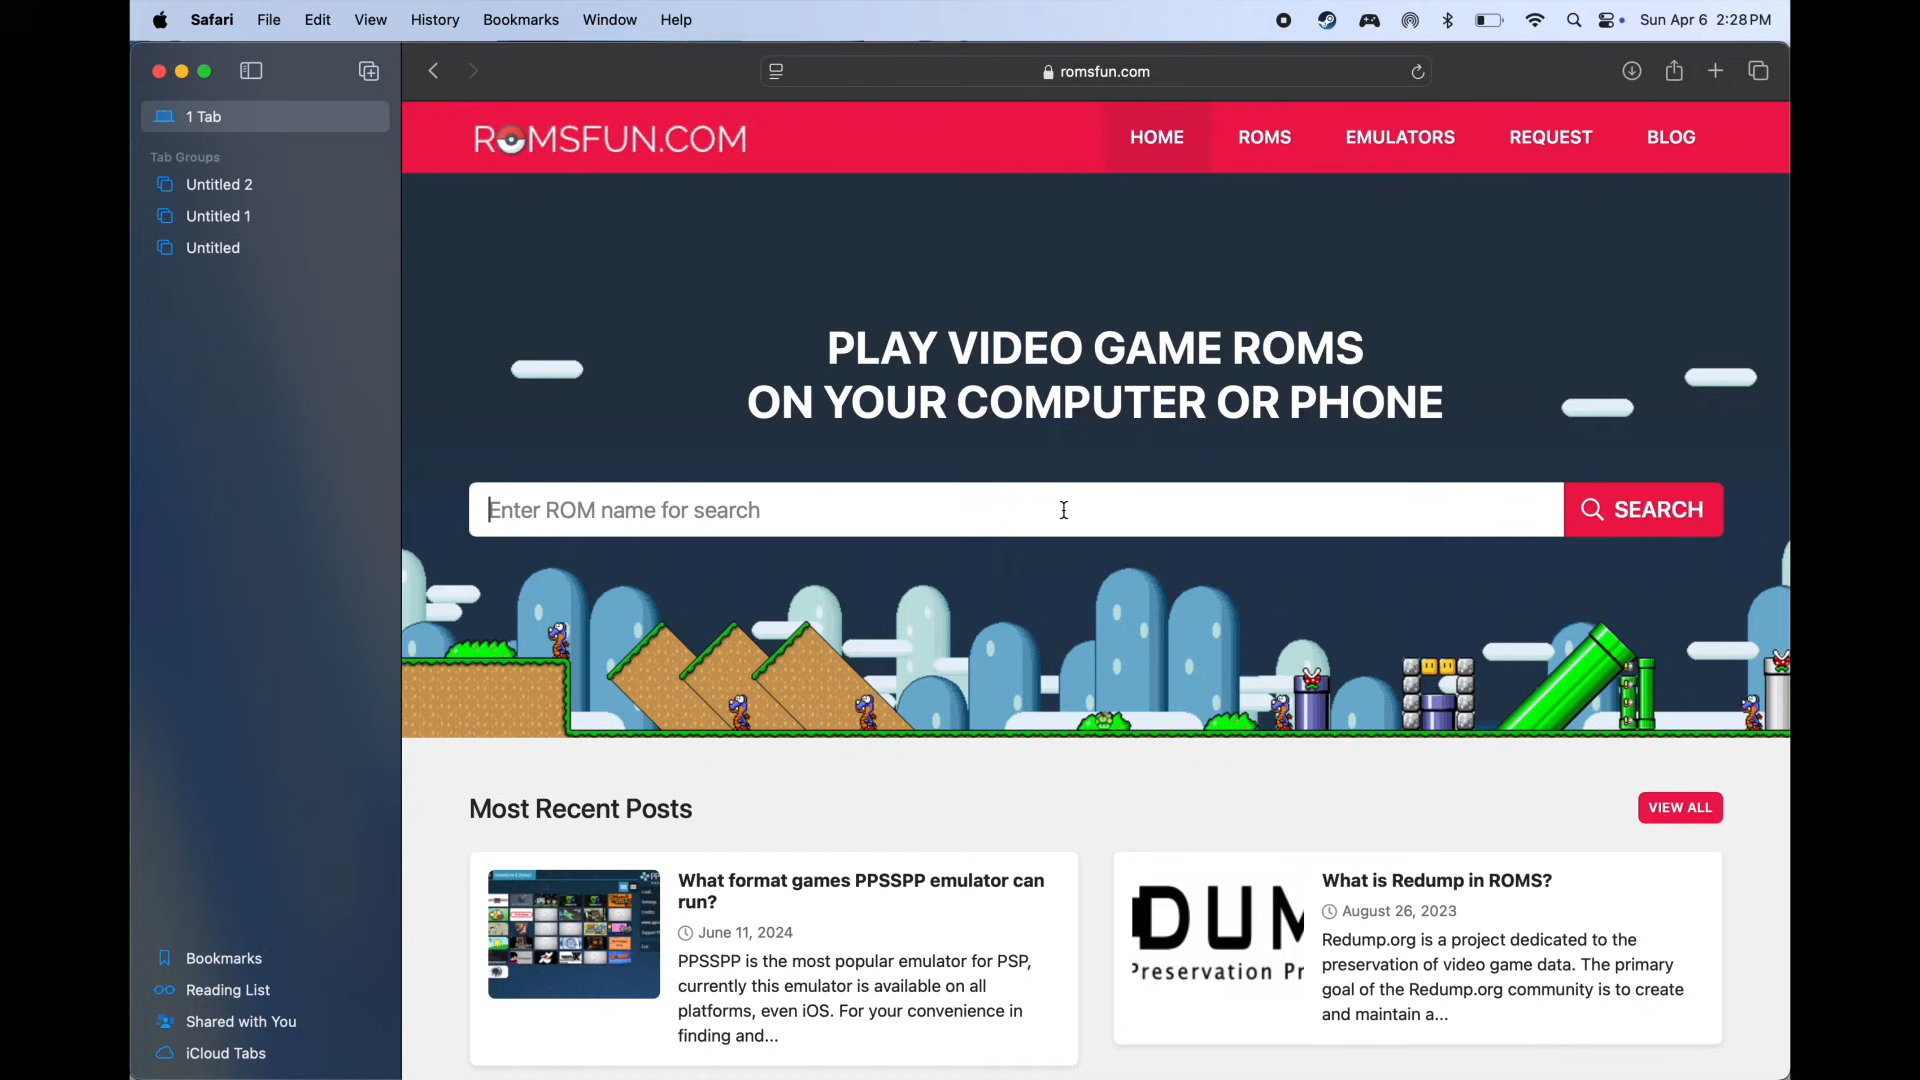 Safari File Edit View History Bookmarks Window Help Sun Apr 6 2:28 PM
romsfun.com
1 Tab
Tab Groups
Untitled 2
Untitled 1
Untitled
Bookmarks
Reading List
Shared with You
iCloud Tabs
ROMSFUN.COM HOME ROMS EMULATORS REQUEST BLOG
PLAY VIDEO GAME ROMS
ON YOUR COMPUTER OR PHONE
Enter ROM name for search SEARCH
Most Recent Posts VIEW ALL
What format games PPSSPP emulator can
run?
June 11, 2024
PPSSPP is the most popular emulator for PSP,
currently this emulator is available on all
platforms, even iOS. For your convenience in
finding and...
DUM
Preservation Pr
What is Redump in ROMS?
August 26, 2023
Redump.org is a project dedicated to the
preservation of video game data. The primary
goal of the Redump.org community is to create
and maintain a...